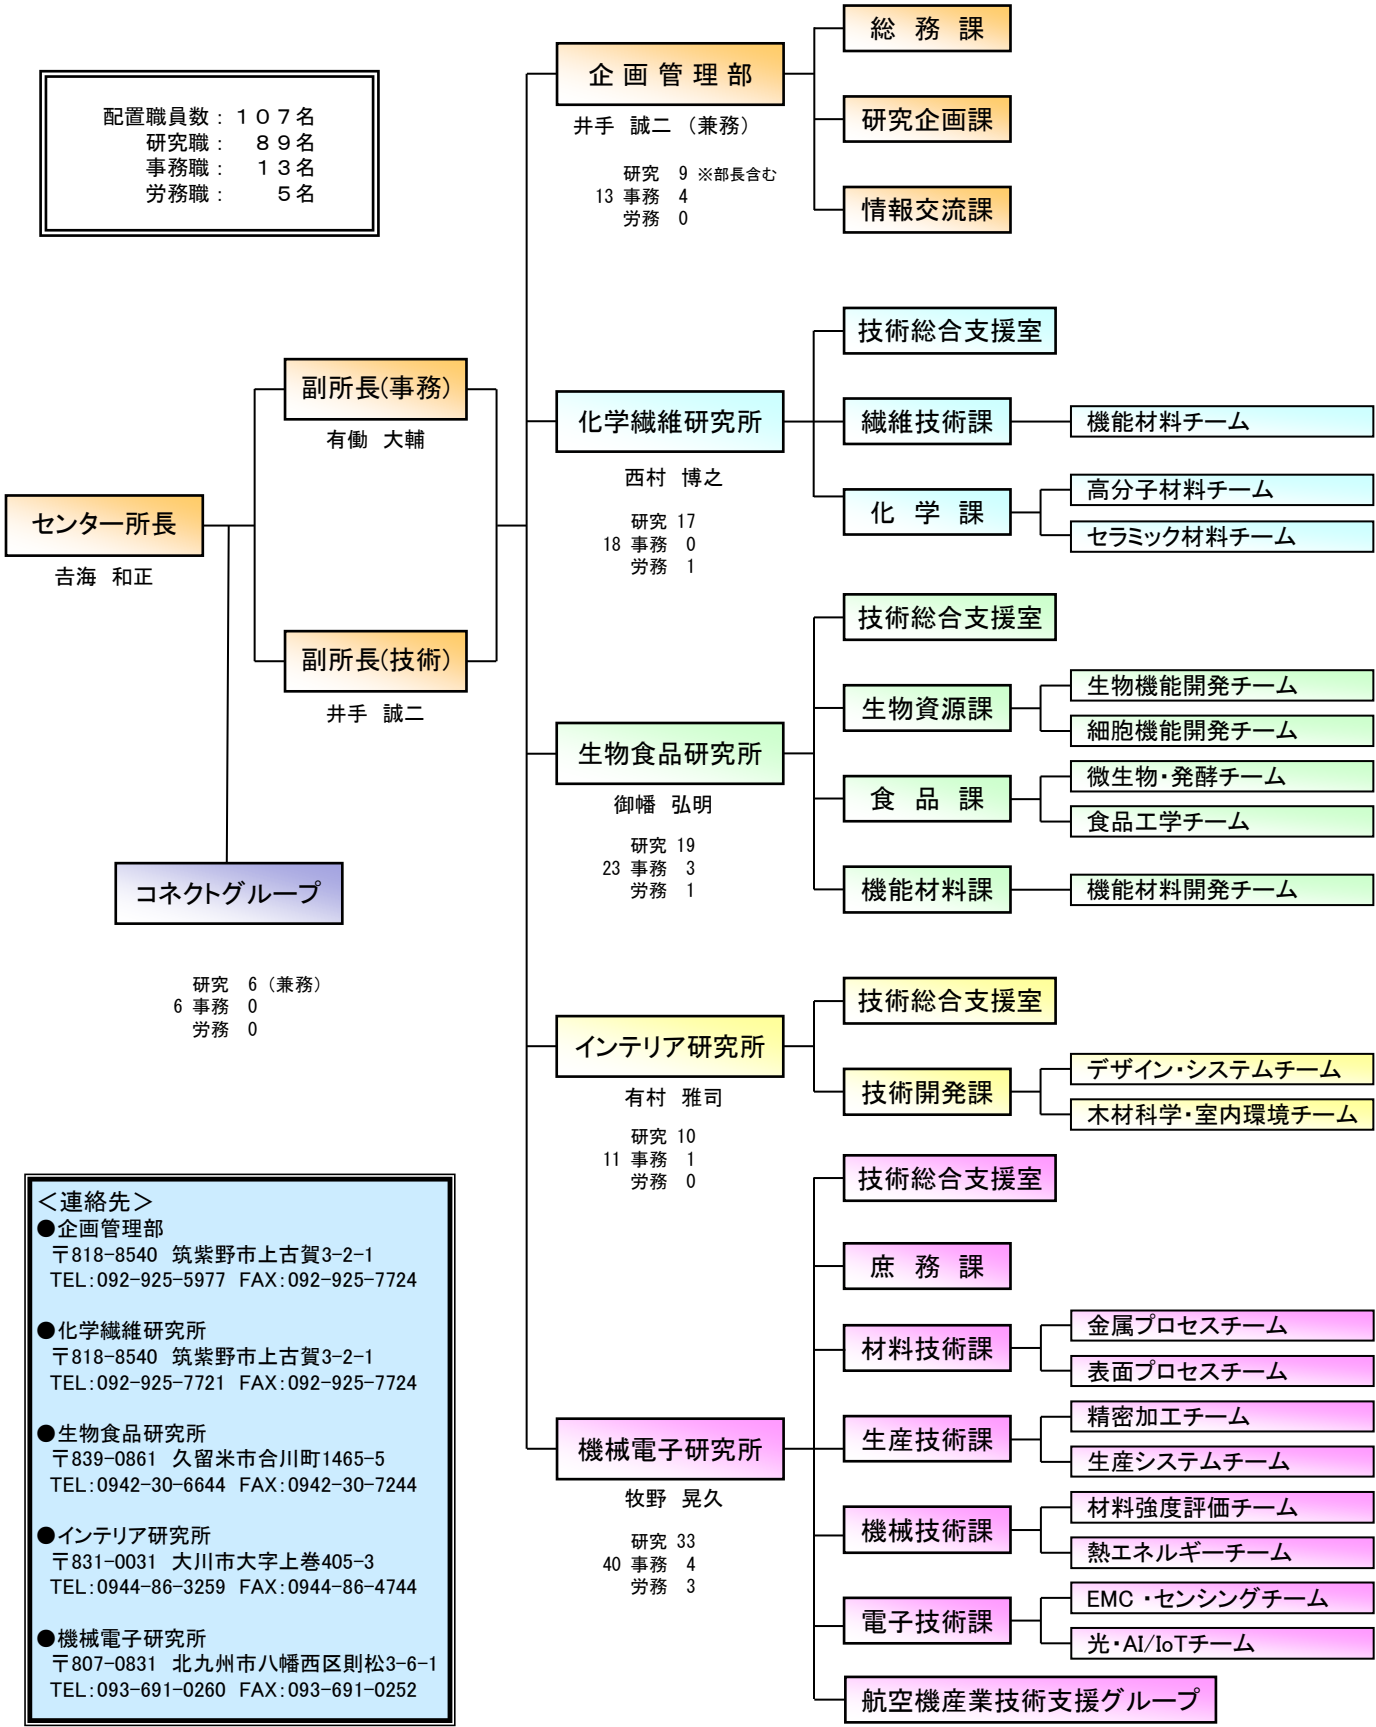 配置職員数：１０７名
研究職：　８９名
事務職：　１３名
労務職：　　５名
センター所長
吉海　和正
副所長(事務)
有働　大輔
副所長(技術)
井手　誠二
コネクトグループ
研究　6（兼務）
6 事務　0
労務　0
企 画 管 理 部
井手　誠二　（兼務）
研究　9 ※部長含む
13 事務　4
労務　0
総　務　課
研究企画課
情報交流課
化学繊維研究所
西村　博之
研究 17
18 事務　0
労務　1
技術総合支援室
繊維技術課
機能材料チーム
化　学　課
高分子材料チーム
セラミック材料チーム
生物食品研究所
御幡　弘明
研究 19
23 事務　3
労務　1
技術総合支援室
生物資源課
生物機能開発チーム
細胞機能開発チーム
食　品　課
微生物・発酵チーム
食品工学チーム
機能材料課
機能材料開発チーム
インテリア研究所
有村　雅司
研究 10
11 事務　1
労務　0
技術総合支援室
技術開発課
デザイン・システムチーム
木材科学・室内環境チーム
機械電子研究所
牧野　晃久
研究 33
40 事務　4
労務　3
技術総合支援室
庶　務　課
材料技術課
金属プロセスチーム
表面プロセスチーム
生産技術課
精密加工チーム
生産システムチーム
機械技術課
材料強度評価チーム
熱エネルギーチーム
電子技術課
EMC ・センシングチーム
光・AI/IoTチーム
航空機産業技術支援グループ
＜連絡先＞
●企画管理部
〒818-8540　筑紫野市上古賀3-2-1
TEL：092-925-5977　FAX：092-925-7724
●化学繊維研究所
〒818-8540　筑紫野市上古賀3-2-1
TEL：092-925-7721　FAX：092-925-7724
●生物食品研究所
〒839-0861　久留米市合川町1465-5
TEL：0942-30-6644　FAX：0942-30-7244
●インテリア研究所
〒831-0031　大川市大字上巻405-3
TEL：0944-86-3259　FAX：0944-86-4744
●機械電子研究所
〒807-0831　北九州市八幡西区則松3-6-1
TEL：093-691-0260　FAX：093-691-0252